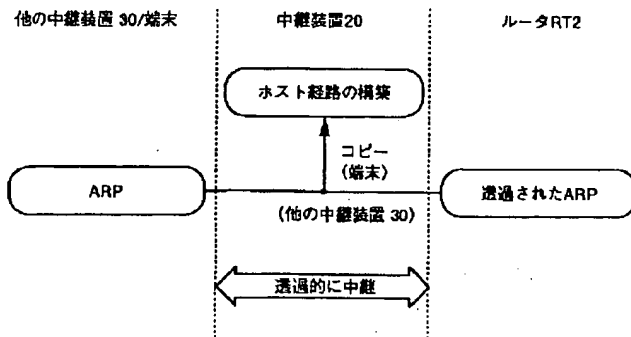 他の中継装置 30/端末
中継装置20
ルータRT2
ホスト経路の構築
コピー
(端末)
ARP
透過されたARP
(他の中継装置 30)
透過的に中継